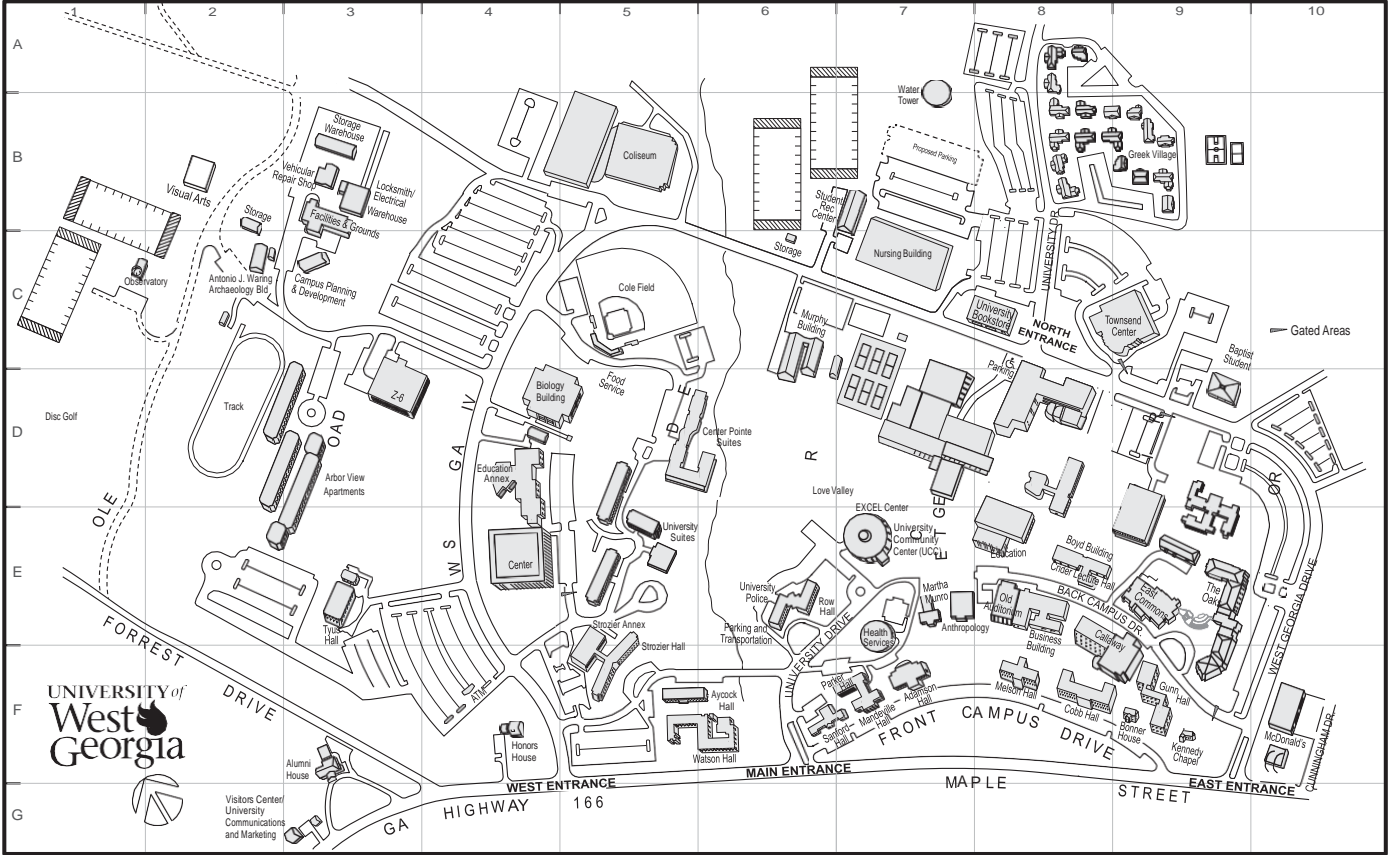 1 2 3 4 5 6 7 8 9 10
A
B
C
D
E
F
G
Water
Tower
Storage
Warehouse
Coliseum
Proposed Parking
Greek Village
Vehicular
Repair Shop
Locksmith/
Electrical
Warehouse
Visual Arts
Storage
Facilities & Grounds
Student
Rec
Center
Storage
Nursing Building
UNIVERSITY
Observatory
Antonio J. Waring
Archaeology Bld
Campus Planning
& Development
Cole Field
Murphy
Building
University
Bookstore
NORTH
ENTRANCE
Townsend
Center
Gated Areas
Baptist
Student
Parking
Disc Golf
Track
Z-6
OAD
Biology
Building
Food
Service
D E
Center Pointe
Suites
Education
Annex
Arbor View
Apartments
W S GA IV
OLE
R
Love Valley
EXCEL Center
University
Community
Center (UCC)
University
Suites
Center
Education
Boyd Building
Crider Lecture Hall
BACK CAMPUS DR
East
Commons
The
Oaks
DR
WEST GEORGIA DRIVE
University
Police
Row
Hall
Parking and
Transportation
UNIVERSITY DRIVE
Martha
Munro
Anthropology
Health
Services
Old
Auditorium
Business
Building
Callaway
Tyus
Hall
Strozier Annex
Strozier Hall
FORREST
DRIVE
ATM
Aycock
Hall
Watson Hall
Honors
House
Parker
Hall
Sanford
Hall
Mandeville
Hall
Adamson
Hall
Melson Hall
Cobb Hall
Gunn
Hall
Bonner
House
Kennedy
Chapel
McDonald's
CUNNINGHAM DR.
FRONT CAMPUS DRIVE
UNIVERSITY of
West
Georgia
Alumni
House
Visitors Center/
University
Communications
and Marketing
WEST ENTRANCE
MAIN ENTRANCE
EAST ENTRANCE
GA HIGHWAY 166
MAPLE STREET